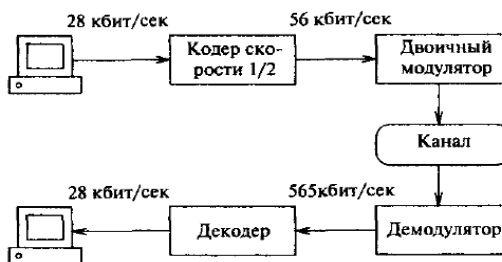 28 кбит/сек
56 кбит/сек
Кодер ско-
рости 1/2
Двоичный
модулятор
Канал
28 кбит/сек
565кбит/сек
Декодер
Демодулятор